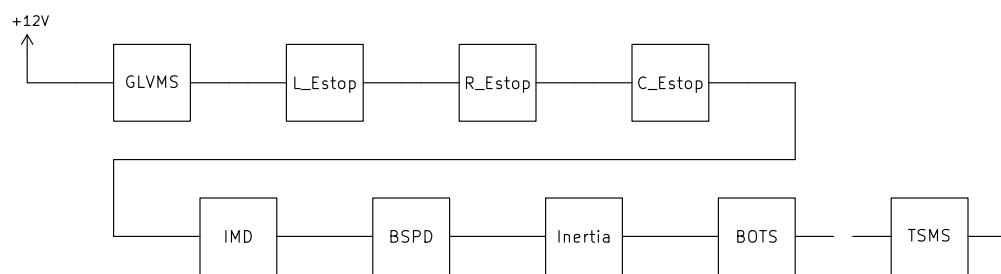 +12V
GLVMS
L_Estop
R_Estop
C_Estop
IMD
BSPD
Inertia
BOTS
TSMS